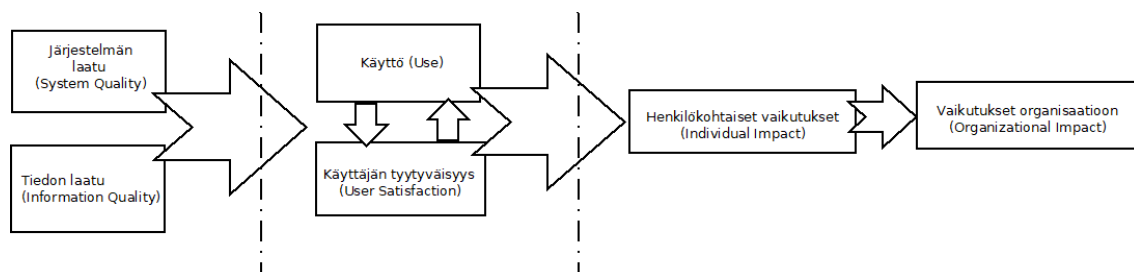 Järjestelmän
laatu
(System Quality)
Tiedon laatu
(Information Quality)
Käyttö (Use)
Käyttäjän tyytyväisyys
(User Satisfaction)
Henkilökohtaiset vaikutukset
(Individual Impact)
Vaikutukset organisaatioon
(Organizational Impact)